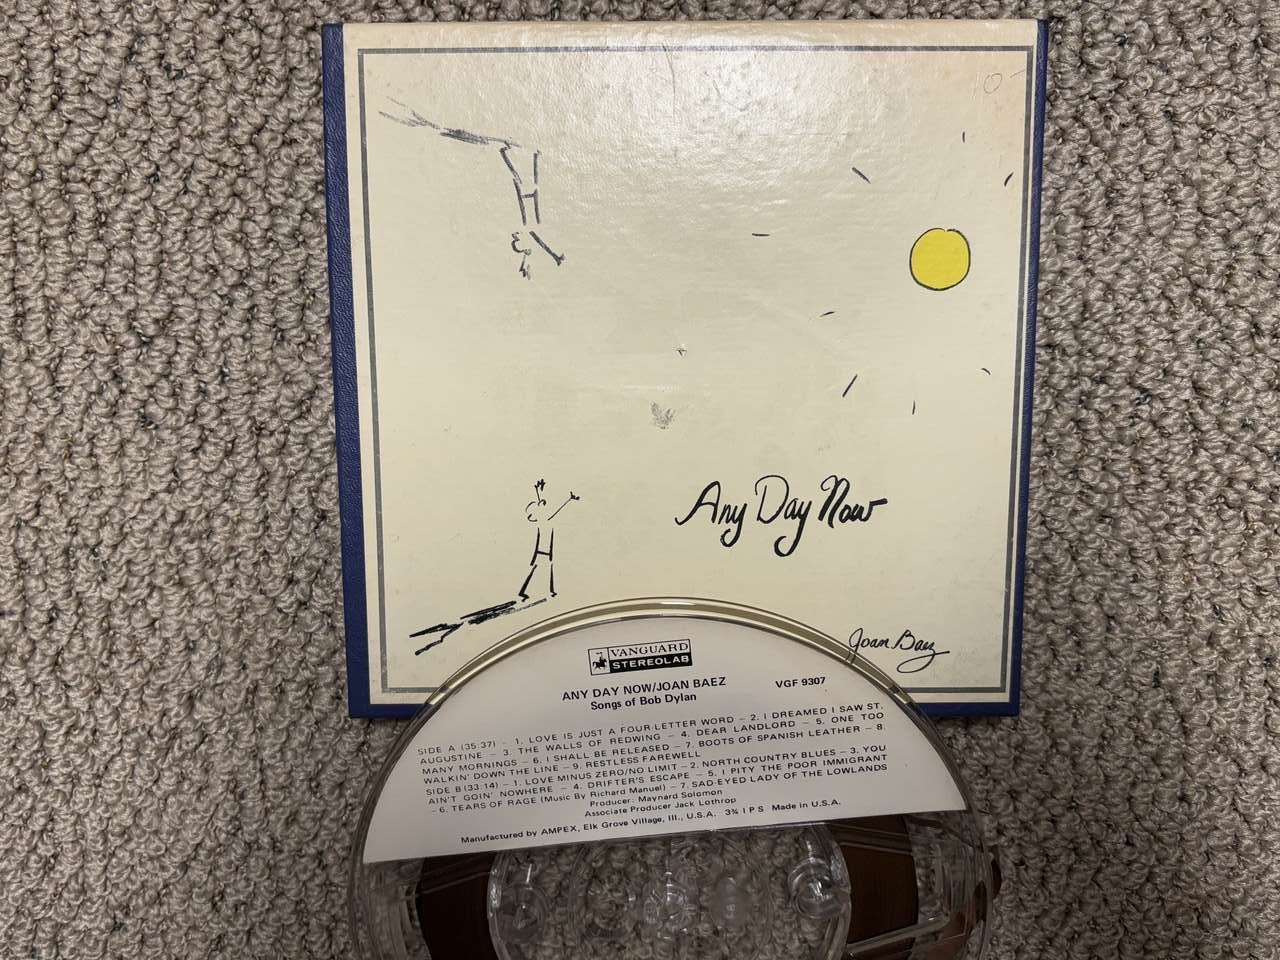 Any Day Now
Joan Baez
VANGUARD
STEREOLAB
ANY DAY NOW/JOAN BAEZ
VGF 9307
Songs of Bob Dylan
SIDE A (35:37) - 1. LOVE IS JUST A FOUR-LETTER WORD - 2. I DREAMED I SAW ST.
AUGUSTINE - 3. THE WALLS OF REDWING - 4. DEAR LANDLORD - 5. ONE TOO
MANY MORNINGS - 6. I SHALL BE RELEASED - 7. BOOTS OF SPANISH LEATHER - 8.
WALKIN' DOWN THE LINE - 9. RESTLESS FAREWELL
SIDE B (33:14) - 1. LOVE MINUS ZERO/NO LIMIT - 2. NORTH COUNTRY BLUES - 3. YOU
AIN'T GOIN' NOWHERE - 4. DRIFTER'S ESCAPE - 5. I PITY THE POOR IMMIGRANT
- 6. TEARS OF RAGE (Music By Richard Manuel) - 7. SAD-EYED LADY OF THE LOWLANDS
Producer: Maynard Solomon
Associate Producer Jack Lothrop
Manufactured by AMPEX, Elk Grove Village, Ill., U.S.A. 3¾ I P S Made in U.S.A.